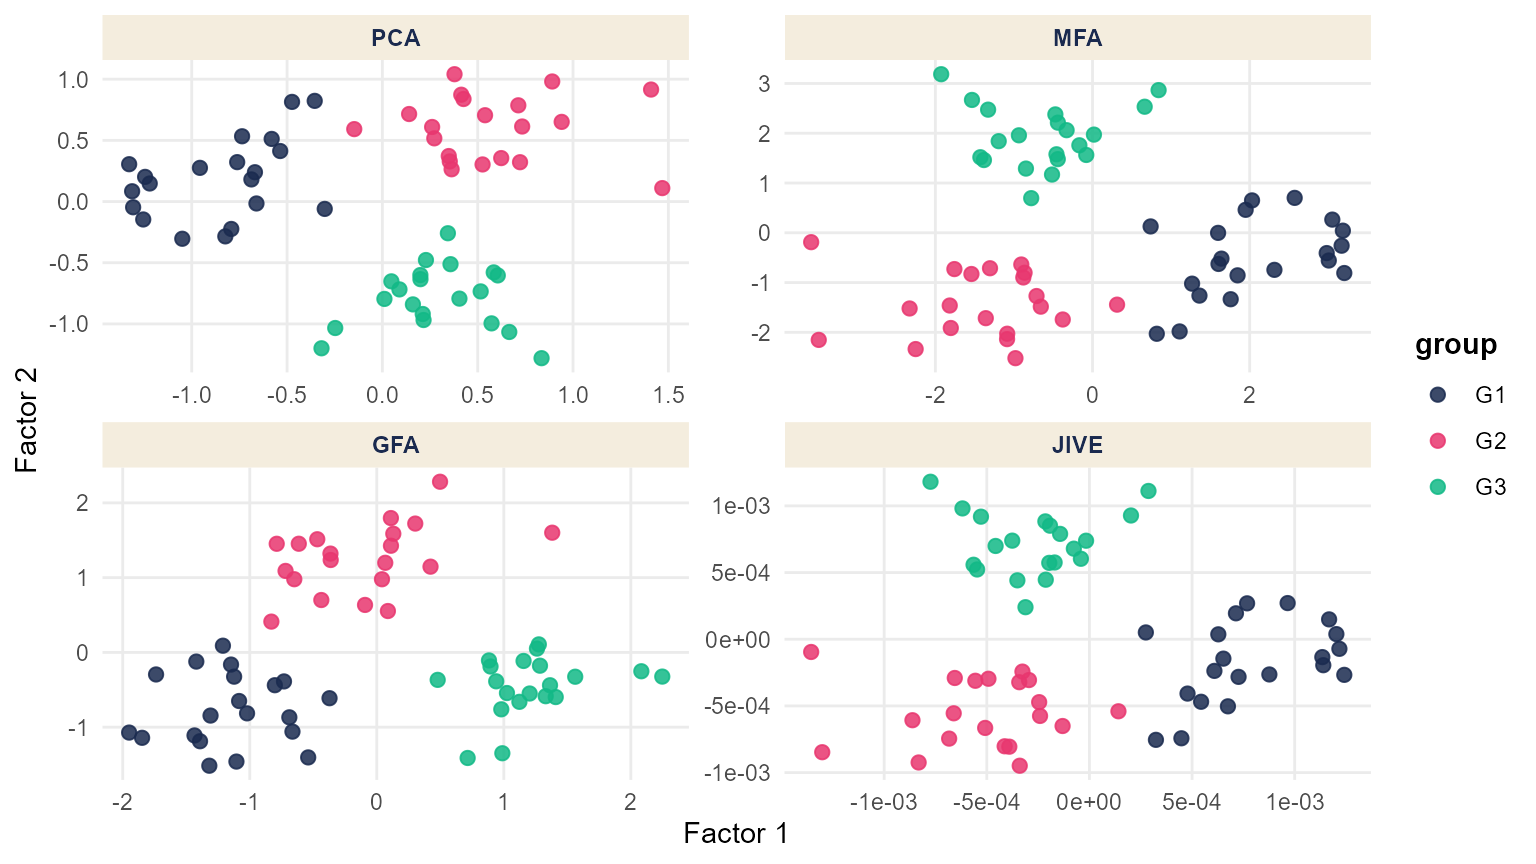 PCA
MFA
1.0
0.5
0.0
-0.5
-1.0
3
2
1
0
-1
-2
-1.0 -0.5 0.0 0.5 1.0 1.5
-2 0 2
GFA
JIVE
2
1
0
-1
1e-03
5e-04
0e+00
-5e-04
-1e-03
-2 -1 0 1 2
-1e-03 -5e-04 0e+00 5e-04 1e-03
Factor 2
Factor 1
group
G1
G2
G3